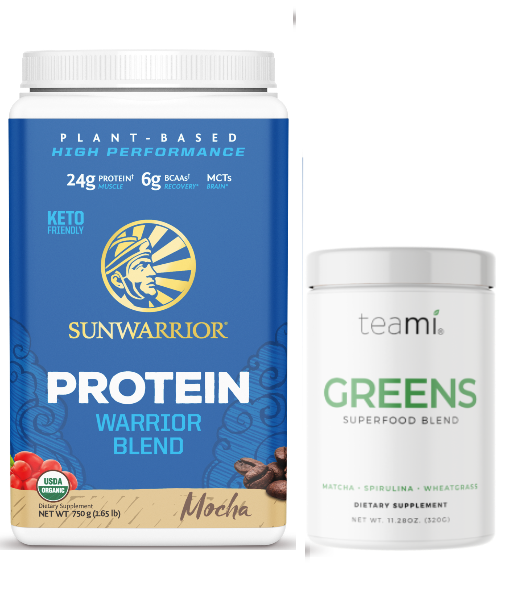 PLANT-BASED
HIGH PERFORMANCE
24g PROTEIN† MUSCLE 6g BCAAs† RECOVERY* MCTs BRAIN*
KETO
FRIENDLY
SUNWARRIOR®
PROTEIN
WARRIOR
BLEND
USDA
ORGANIC
Dietary Supplement
NET WT 750 g (1.65 lb)
Mocha
teami®
GREENS
SUPERFOOD BLEND
MATCHA • SPIRULINA • WHEATGRASS
DIETARY SUPPLEMENT
NET WT. 11.28OZ. (320G)